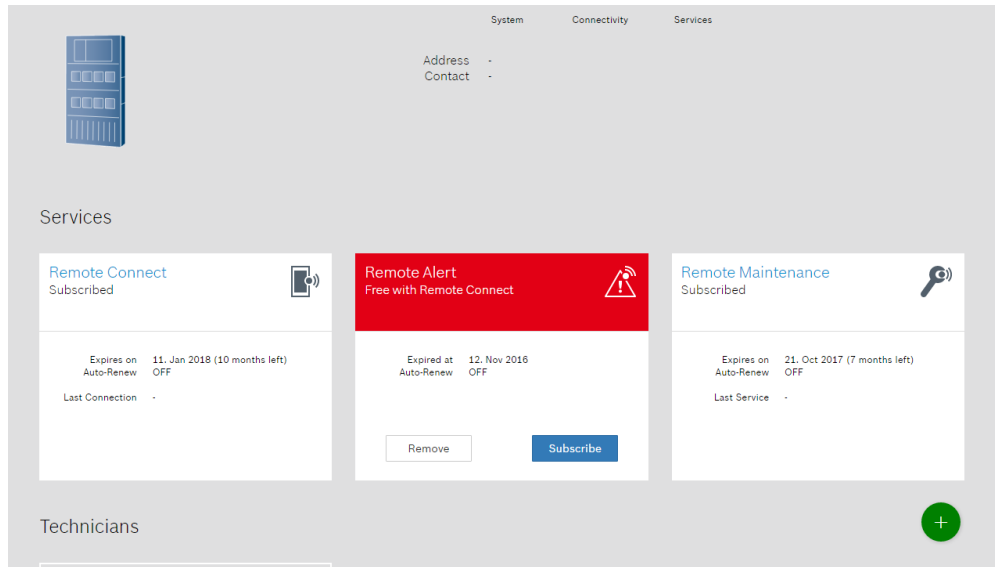 System Connectivity Services
Address -
Contact -
Services
Remote Connect
Subscribed
Expires on 11. Jan 2018 (10 months left)
Auto-Renew OFF
Last Connection -
Remote Alert
Free with Remote Connect
Expired at 12. Nov 2016
Auto-Renew OFF
Remove Subscribe
Remote Maintenance
Subscribed
Expires on 21. Oct 2017 (7 months left)
Auto-Renew OFF
Last Service -
Technicians
+